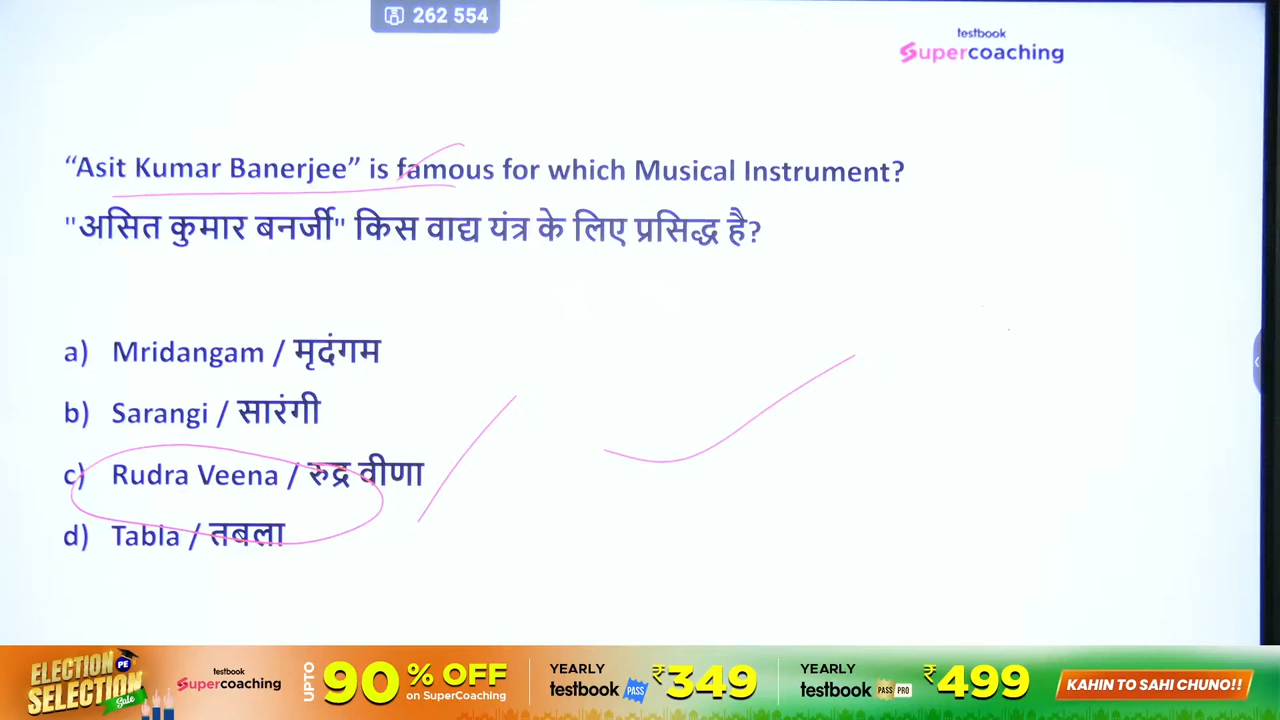 262 554
testbook
Supercoaching
“Asit Kumar Banerjee” is famous for which Musical Instrument?
"असित कुमार बनर्जी" किस वाद्य यंत्र के लिए प्रसिद्ध है?
a) Mridangam / मृदंगम
b) Sarangi / सारंगी
c) Rudra Veena / रुद्र वीणा
d) Tabla / तबला
ELECTION PE SELECTION Sale
testbook Supercoaching
UPTO 90% OFF on SuperCoaching
YEARLY testbook PASS ₹349
YEARLY testbook PASS PRO ₹499
KAHIN TO SAHI CHUNO!!